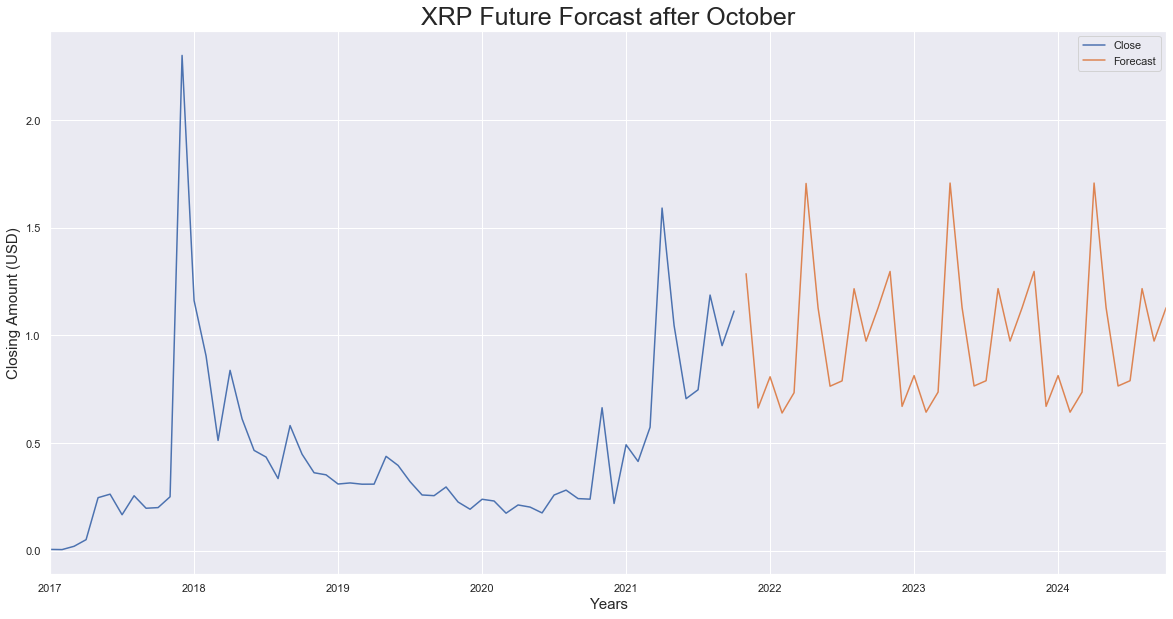 XRP Future Forcast after October
Close
Forecast
Closing Amount (USD)
2.0
1.5
1.0
0.5
0.0
2017 2018 2019 2020 2021 2022 2023 2024
Years